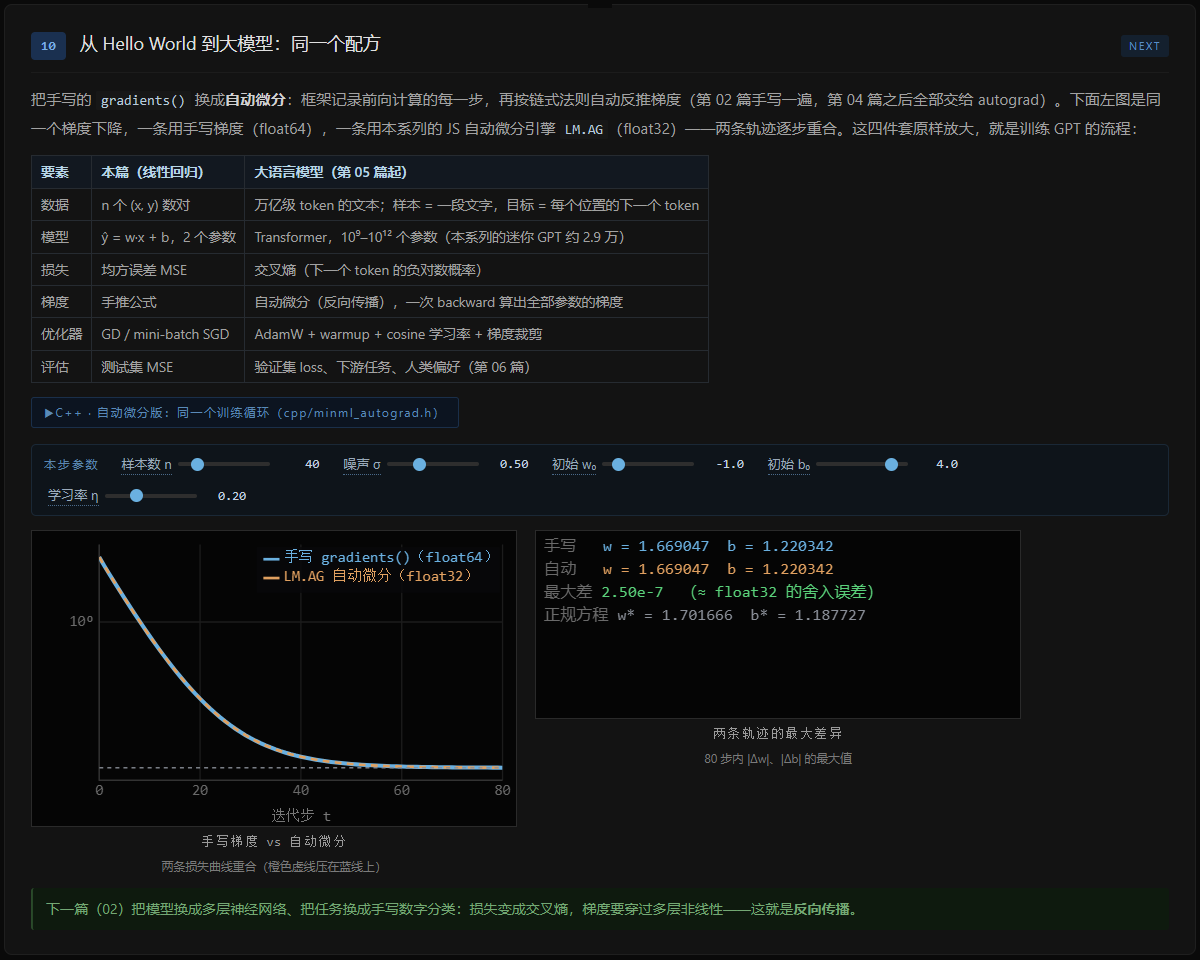 10 从 Hello World 到大模型：同一个配方 NEXT
把手写的 gradients() 换成自动微分：框架记录前向计算的每一步，再按链式法则自动反推梯度（第 02 篇手写一遍，第 04 篇之后全部交给 autograd）。下面左图是同
一个梯度下降，一条用手写梯度（float64），一条用本系列的 JS 自动微分引擎 LM.AG （float32）——两条轨迹逐步重合。这四件套原样放大，就是训练 GPT 的流程：
要素 本篇（线性回归） 大语言模型（第 05 篇起）
数据 n 个 (x, y) 数对 万亿级 token 的文本；样本 = 一段文字，目标 = 每个位置的下一个 token
模型 ŷ = w·x + b，2 个参数 Transformer，10⁹–10¹² 个参数（本系列的迷你 GPT 约 2.9 万）
损失 均方误差 MSE 交叉熵（下一个 token 的负对数概率）
梯度 手推公式 自动微分（反向传播），一次 backward 算出全部参数的梯度
优化器 GD / mini-batch SGD AdamW + warmup + cosine 学习率 + 梯度裁剪
评估 测试集 MSE 验证集 loss、下游任务、人类偏好（第 06 篇）
▶C++ · 自动微分版：同一个训练循环（cpp/minml_autograd.h）
本步参数 样本数 n 40 噪声 σ 0.50 初始 w₀ -1.0 初始 b₀ 4.0
学习率 η 0.20
手写 gradients()（float64）
LM.AG 自动微分（float32）
10⁰
0 20 40 60 80
迭代步 t
手写梯度 vs 自动微分
两条损失曲线重合（橙色虚线压在蓝线上）
手写 w = 1.669047 b = 1.220342
自动 w = 1.669047 b = 1.220342
最大差 2.50e-7 （≈ float32 的舍入误差）
正规方程 w* = 1.701666 b* = 1.187727
两条轨迹的最大差异
80 步内 |Δw|、|Δb| 的最大值
下一篇（02）把模型换成多层神经网络、把任务换成手写数字分类：损失变成交叉熵，梯度要穿过多层非线性——这就是反向传播。